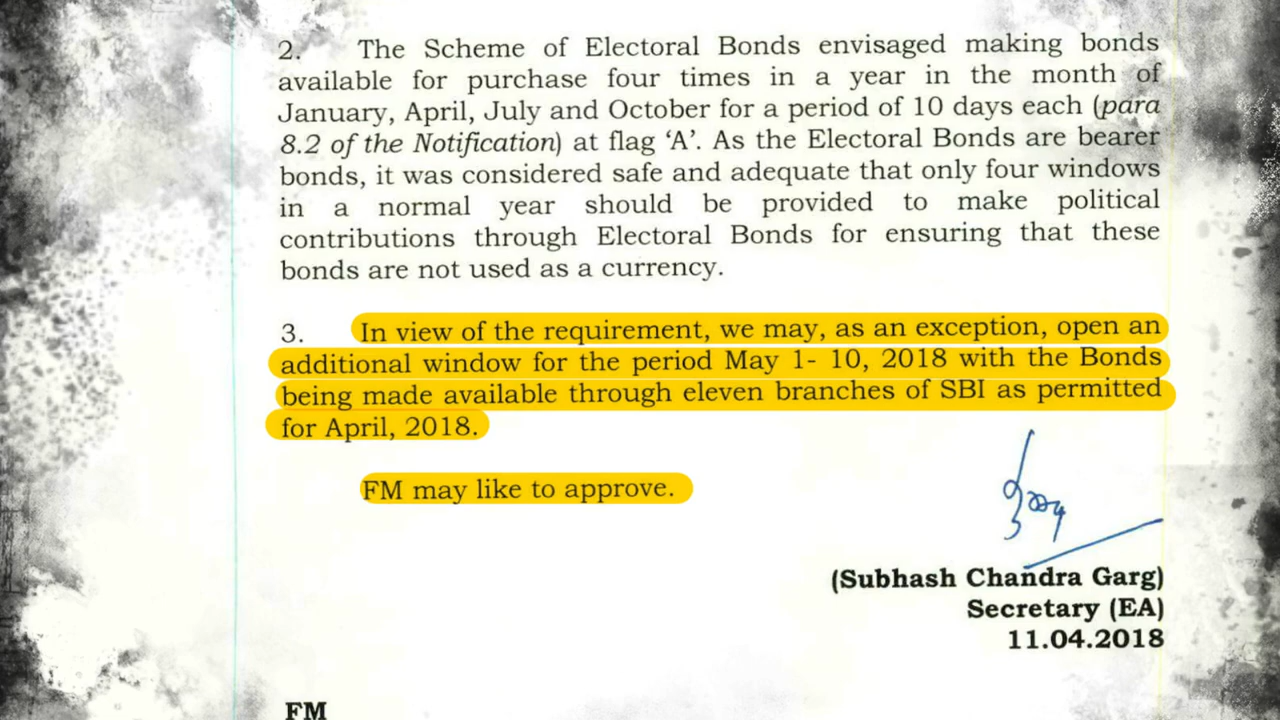 2. The Scheme of Electoral Bonds envisaged making bonds
available for purchase four times in a year in the month of
January, April, July and October for a period of 10 days each (para
8.2 of the Notification) at flag ‘A’. As the Electoral Bonds are bearer
bonds, it was considered safe and adequate that only four windows
in a normal year should be provided to make political
contributions through Electoral Bonds for ensuring that these
bonds are not used as a currency.
3. In view of the requirement, we may, as an exception, open an
additional window for the period May 1- 10, 2018 with the Bonds
being made available through eleven branches of SBI as permitted
for April, 2018.
FM may like to approve.
(Subhash Chandra Garg)
Secretary (EA)
11.04.2018
FM